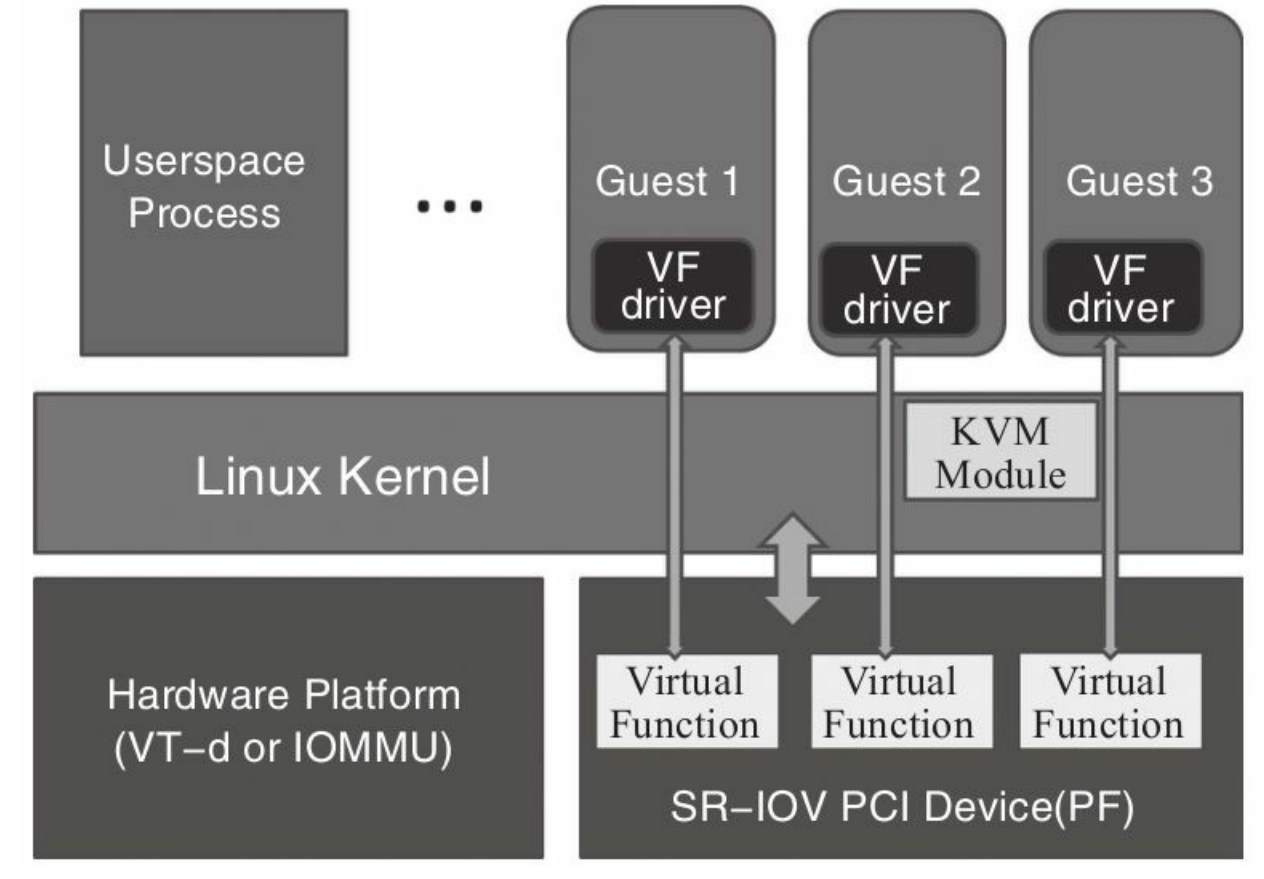 Userspace
Process
...
Guest 1
VF
driver
Guest 2
VF
driver
Guest 3
VF
driver
Linux Kernel
KVM
Module
Hardware Platform
(VT–d or IOMMU)
Virtual
Function
Virtual
Function
Virtual
Function
SR–IOV PCI Device(PF)